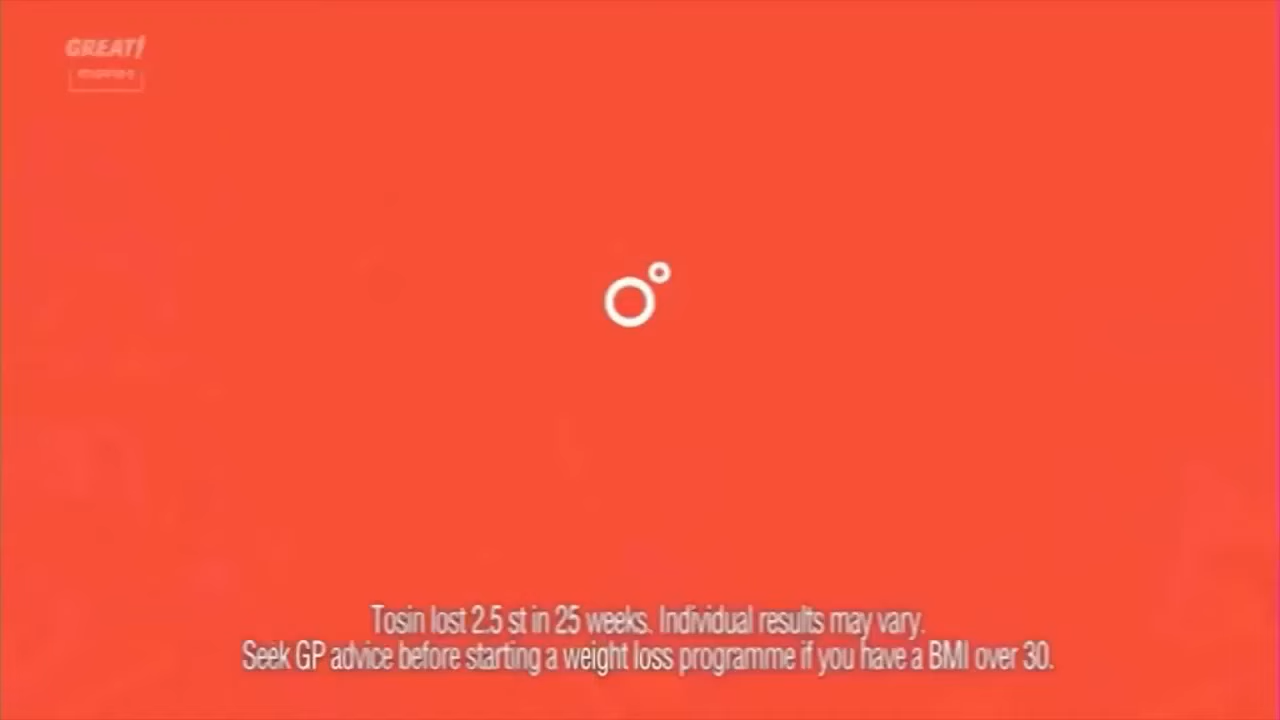 GREAT!
movies
Tosin lost 2.5 st in 25 weeks. Individual results may vary.
Seek GP advice before starting a weight loss programme if you have a BMI over 30.